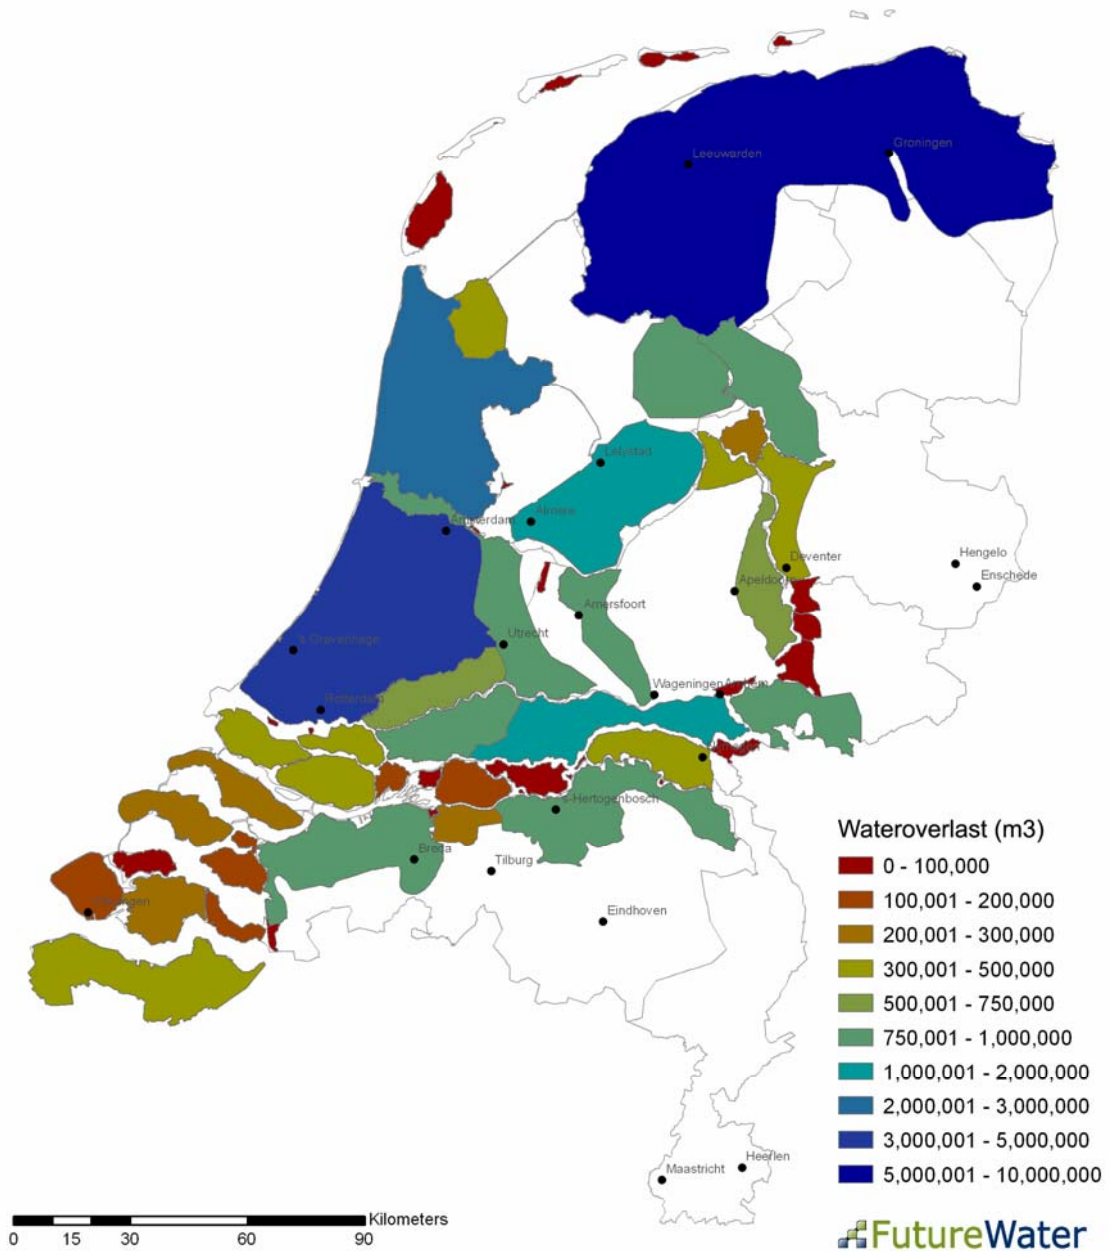 Leeuwarden
Groningen
Lelystad
Almere
Amsterdam
Deventer
Hengelo
Apeldoorn
Enschede
Amersfoort
Utrecht
's-Gravenhage
Wageningen
Arnhem
Rotterdam
's-Hertogenbosch
Breda
Tilburg
Eindhoven
Maastricht
Heerlen
Wateroverlast (m3)
0 - 100,000
100,001 - 200,000
200,001 - 300,000
300,001 - 500,000
500,001 - 750,000
750,001 - 1,000,000
1,000,001 - 2,000,000
2,000,001 - 3,000,000
3,000,001 - 5,000,000
5,000,001 - 10,000,000
Kilometers
0 15 30 60 90
FutureWater